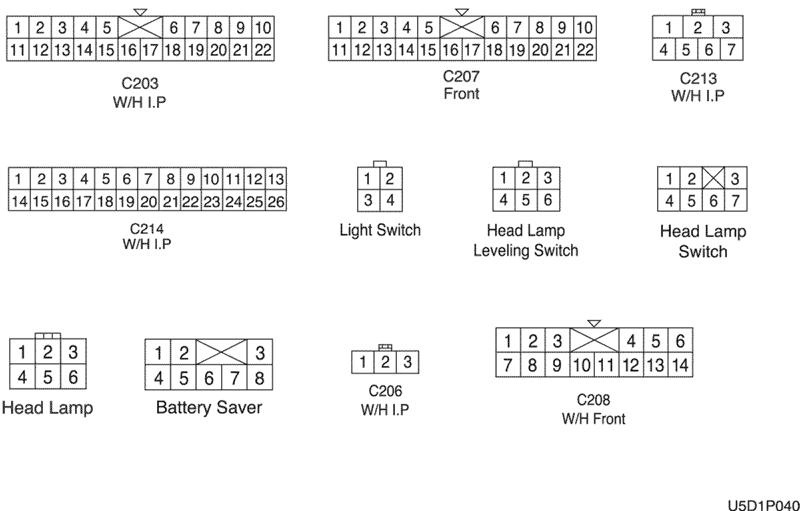 1 2 3 4 5 6 7 8 9 10
11 12 13 14 15 16 17 18 19 20 21 22
C203
W/H I.P
1 2 3 4 5 6 7 8 9 10
11 12 13 14 15 16 17 18 19 20 21 22
C207
Front
1 2 3
4 5 6 7
C213
W/H I.P
1 2 3 4 5 6 7 8 9 10 11 12 13
14 15 16 17 18 19 20 21 22 23 24 25 26
C214
W/H I.P
1 2
3 4
Light Switch
1 2 3
4 5 6
Head Lamp
Leveling Switch
1 2 3
4 5 6 7
Head Lamp
Switch
1 2 3
4 5 6
Head Lamp
1 2 3
4 5 6 7 8
Battery Saver
1 2 3
C206
W/H I.P
1 2 3 4 5 6
7 8 9 10 11 12 13 14
C208
W/H Front
U5D1P040